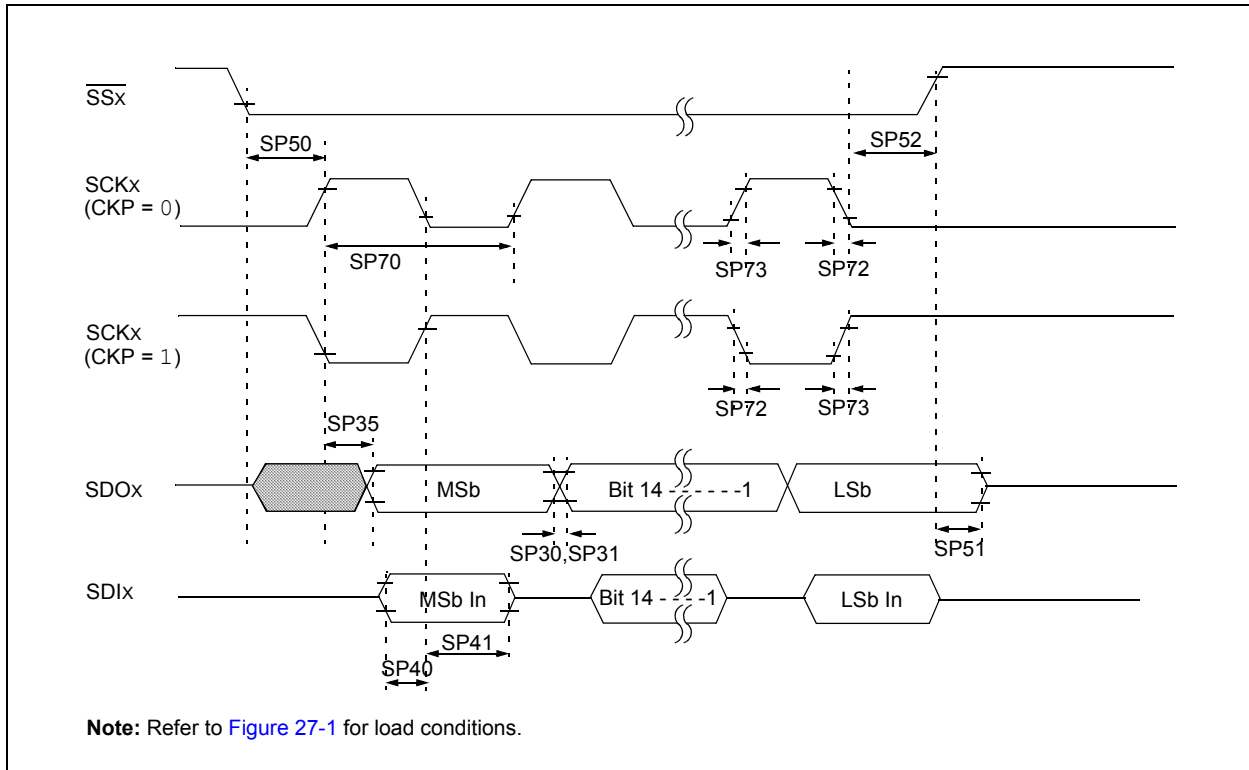 SSx
SP50
SP52
SCKx
(CKP = 0)
SP70
SP73
SP72
SCKx
(CKP = 1)
SP72
SP73
SP35
SDOx
MSb
Bit 14 - - - - - -1
LSb
SP30,SP31
SP51
SDIx
MSb In
Bit 14 - - - -1
LSb In
SP41
SP40
Note: Refer to Figure 27-1 for load conditions.